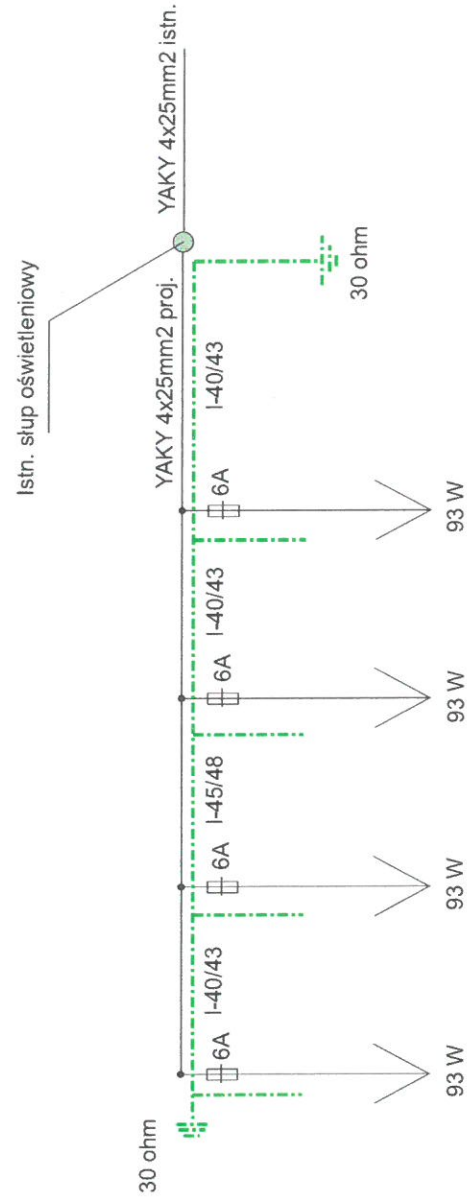 Istn. słup oświetleniowy
YAKY 4x25mm2 proj.
YAKY 4x25mm2 istn.
I-40/43
I-45/48
I-40/43
I-40/43
6A
6A
6A
6A
30 ohm
30 ohm
93 W
93 W
93 W
93 W